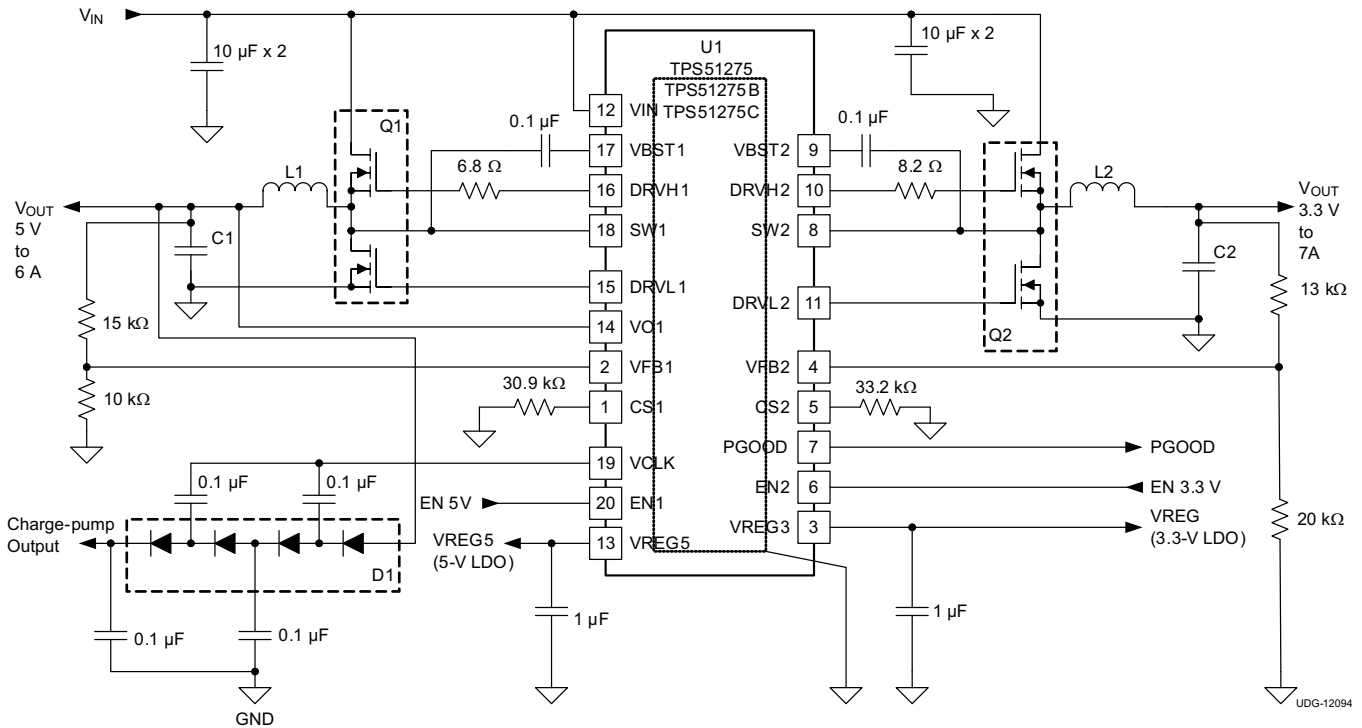 VIN
10 µF x 2
10 µF x 2
U1
TPS51275
TPS51275B
TPS51275C
Q1
0.1 µF
12 VIN
17 VBST1
VBST2 9
0.1 µF
L1
6.8 Ω
16 DRVH1
DRVH2 10
8.2 Ω
L2
VOUT
5 V
to
6 A
C1
18 SW1
SW2 8
VOUT
3.3 V
to
7A
C2
15 DRVL1
DRVL2 11
Q2
13 kΩ
15 kΩ
14 VO1
2 VFB1
VFB2 4
10 kΩ
30.9 kΩ
1 CS1
CS2 5
33.2 kΩ
PGOOD 7
PGOOD
19 VCLK
0.1 µF
0.1 µF
EN 5V
20 EN1
EN2 6
EN 3.3 V
Charge-pump
Output
D1
VREG5
(5-V LDO)
13 VREG5
VREG3 3
VREG
(3.3-V LDO)
20 kΩ
0.1 µF
0.1 µF
1 µF
1 µF
GND
UDG-12094